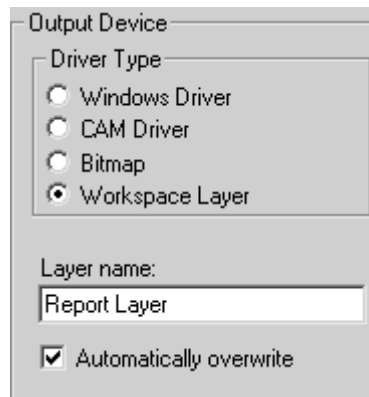 Output Device
Driver Type
Windows Driver
CAM Driver
Bitmap
Workspace Layer
Layer name:
Report Layer
Automatically overwrite